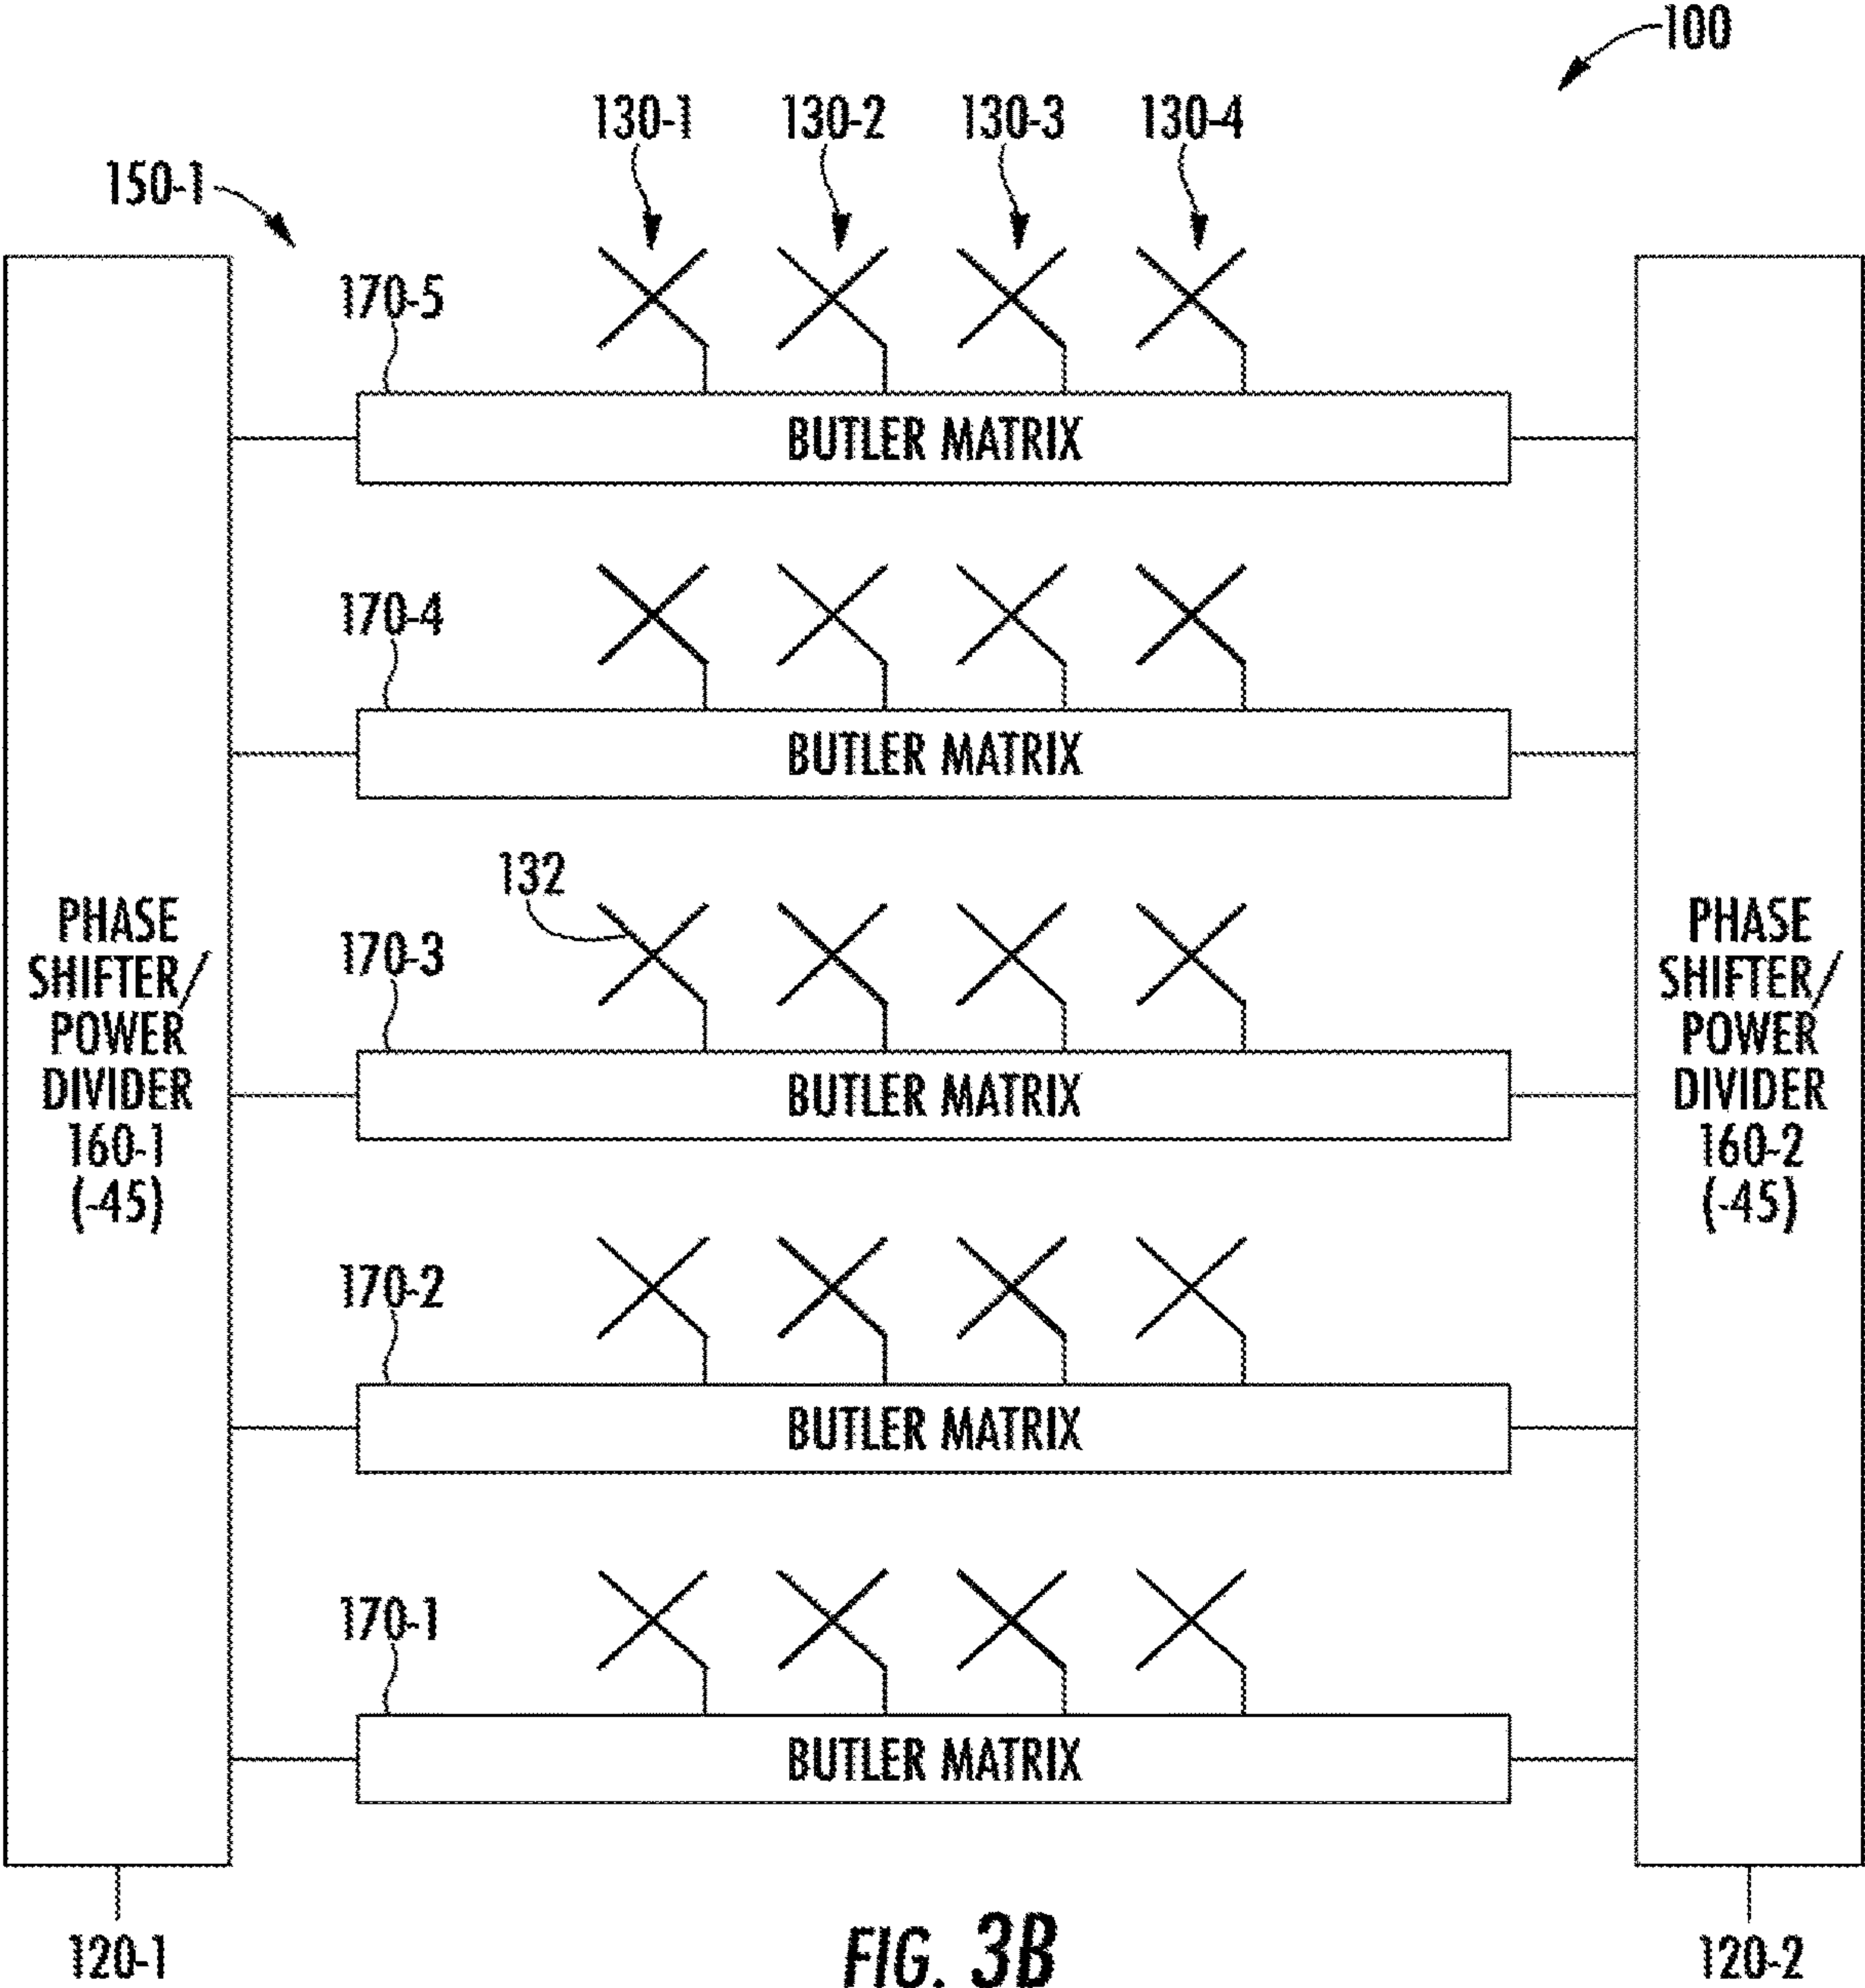 100
130-1 130-2 130-3 130-4
150-1
170-5
BUTLER MATRIX
170-4
BUTLER MATRIX
132
170-3
BUTLER MATRIX
PHASE
SHIFTER/
POWER
DIVIDER
160-1
(-45)
PHASE
SHIFTER/
POWER
DIVIDER
160-2
(-45)
170-2
BUTLER MATRIX
170-1
BUTLER MATRIX
120-1
FIG. 3B
120-2